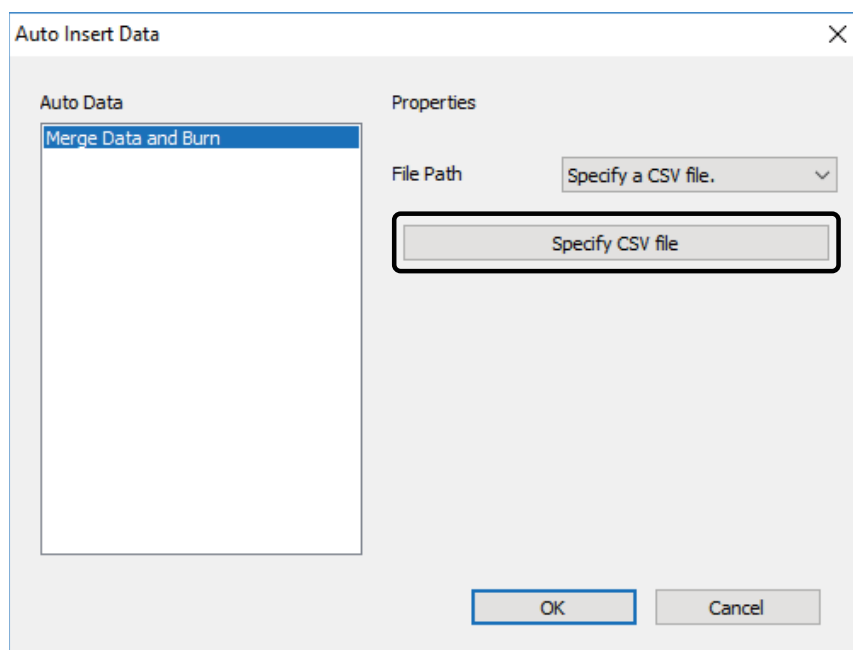 Auto Insert Data
Auto Data
Merge Data and Burn
Properties
File Path
Specify a CSV file.
Specify CSV file
OK
Cancel